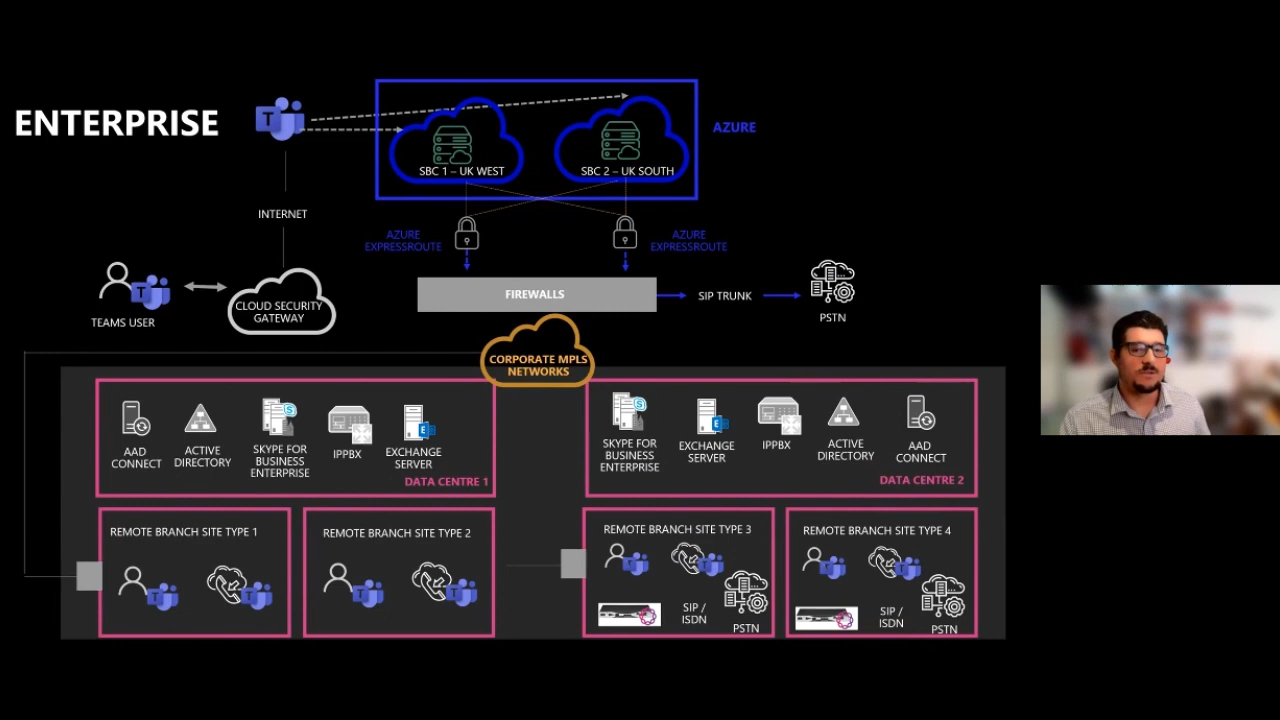 ENTERPRISE
AZURE
SBC 1 – UK WEST
SBC 2 – UK SOUTH
INTERNET
AZURE
EXPRESSROUTE
AZURE
EXPRESSROUTE
TEAMS USER
CLOUD SECURITY
GATEWAY
FIREWALLS
SIP TRUNK
PSTN
CORPORATE MPLS
NETWORKS
AAD
CONNECT
ACTIVE
DIRECTORY
SKYPE FOR
BUSINESS
ENTERPRISE
IPPBX
EXCHANGE
SERVER
DATA CENTRE 1
SKYPE FOR
BUSINESS
ENTERPRISE
EXCHANGE
SERVER
IPPBX
ACTIVE
DIRECTORY
AAD
CONNECT
DATA CENTRE 2
REMOTE BRANCH SITE TYPE 1
REMOTE BRANCH SITE TYPE 2
REMOTE BRANCH SITE TYPE 3
SIP /
ISDN
PSTN
REMOTE BRANCH SITE TYPE 4
SIP /
ISDN
PSTN